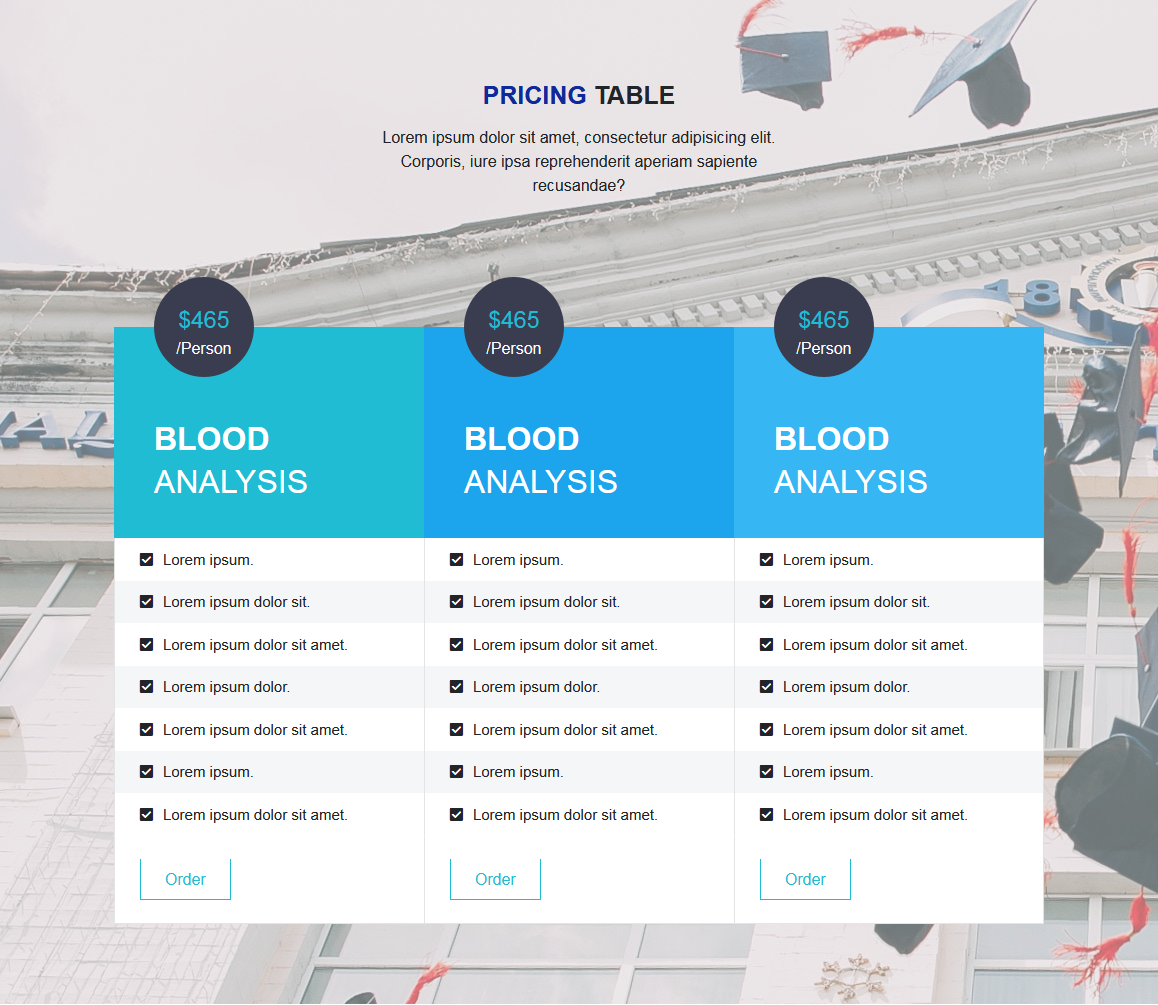 PRICING TABLE
Lorem ipsum dolor sit amet, consectetur adipisicing elit.
Corporis, iure ipsa reprehenderit aperiam sapiente
recusandae?
18
$465
/Person
BLOOD
ANALYSIS
Lorem ipsum.
Lorem ipsum dolor sit.
Lorem ipsum dolor sit amet.
Lorem ipsum dolor.
Lorem ipsum dolor sit amet.
Lorem ipsum.
Lorem ipsum dolor sit amet.
Order
$465
/Person
BLOOD
ANALYSIS
Lorem ipsum.
Lorem ipsum dolor sit.
Lorem ipsum dolor sit amet.
Lorem ipsum dolor.
Lorem ipsum dolor sit amet.
Lorem ipsum.
Lorem ipsum dolor sit amet.
Order
$465
/Person
BLOOD
ANALYSIS
Lorem ipsum.
Lorem ipsum dolor sit.
Lorem ipsum dolor sit amet.
Lorem ipsum dolor.
Lorem ipsum dolor sit amet.
Lorem ipsum.
Lorem ipsum dolor sit amet.
Order